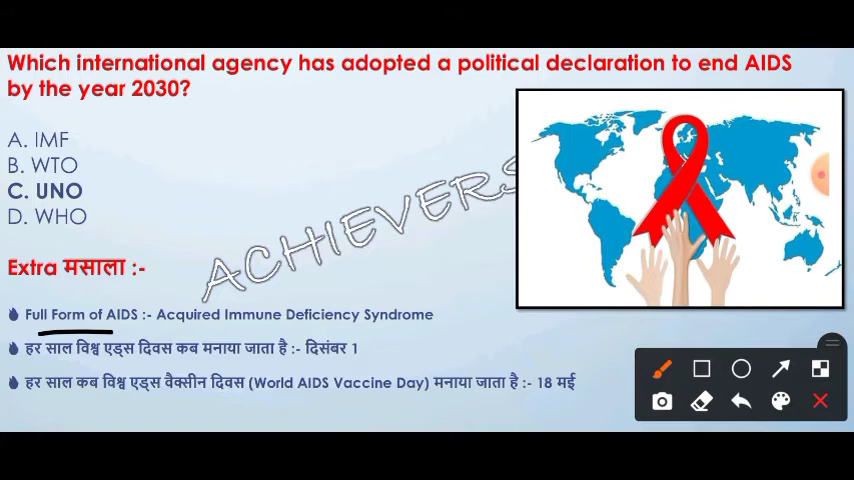 Which international agency has adopted a political declaration to end AIDS
by the year 2030?
A. IMF
B. WTO
C. UNO
D. WHO
ACHIEVERS
Extra मसाला :-
Full Form of AIDS :- Acquired Immune Deficiency Syndrome
हर साल विश्व एड्स दिवस कब मनाया जाता है :- दिसंबर 1
हर साल कब विश्व एड्स वैक्सीन दिवस (World AIDS Vaccine Day) मनाया जाता है :- 18 मई